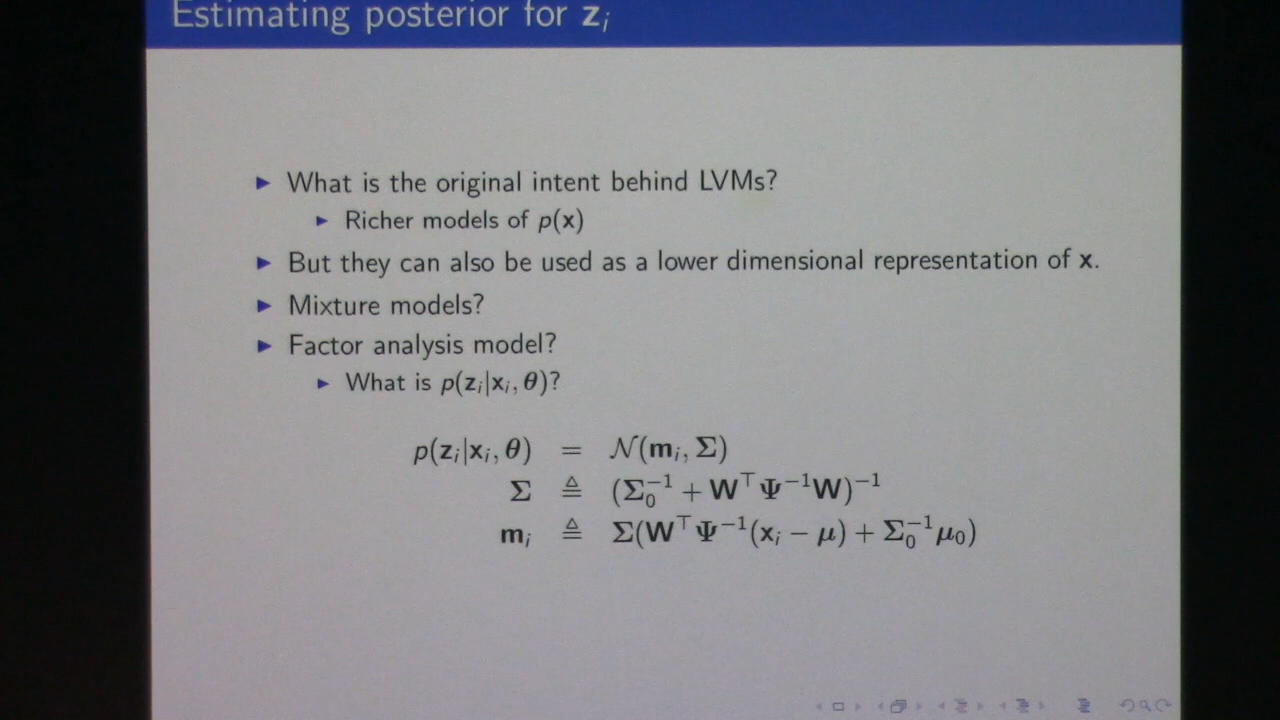 Estimating posterior for z_i
▶ What is the original intent behind LVMs?
▶ Richer models of p(x)
▶ But they can also be used as a lower dimensional representation of x.
▶ Mixture models?
▶ Factor analysis model?
▶ What is p(z_i|x_i, θ)?
p(z_i|x_i, θ) = 𝒩(m_i, Σ)
Σ ≜ (Σ_0^{-1} + W^⊤Ψ^{-1}W)^{-1}
m_i ≜ Σ(W^⊤Ψ^{-1}(x_i − μ) + Σ_0^{-1}μ_0)